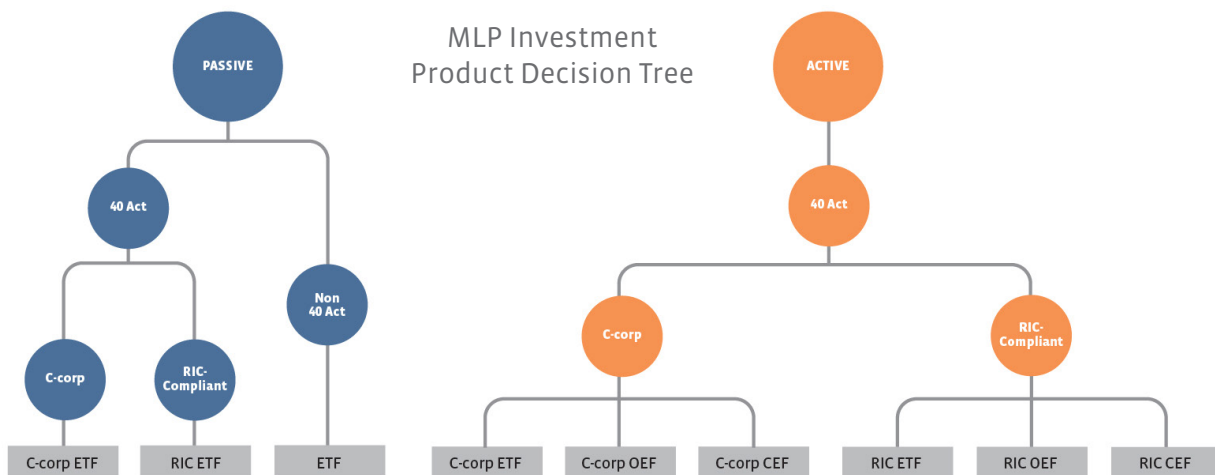 MLP Investment
Product Decision Tree
PASSIVE
40 Act
Non
40 Act
C-corp
RIC-
Compliant
C-corp ETF
RIC ETF
ETF
ACTIVE
40 Act
C-corp
RIC-
Compliant
C-corp ETF
C-corp OEF
C-corp CEF
RIC ETF
RIC OEF
RIC CEF